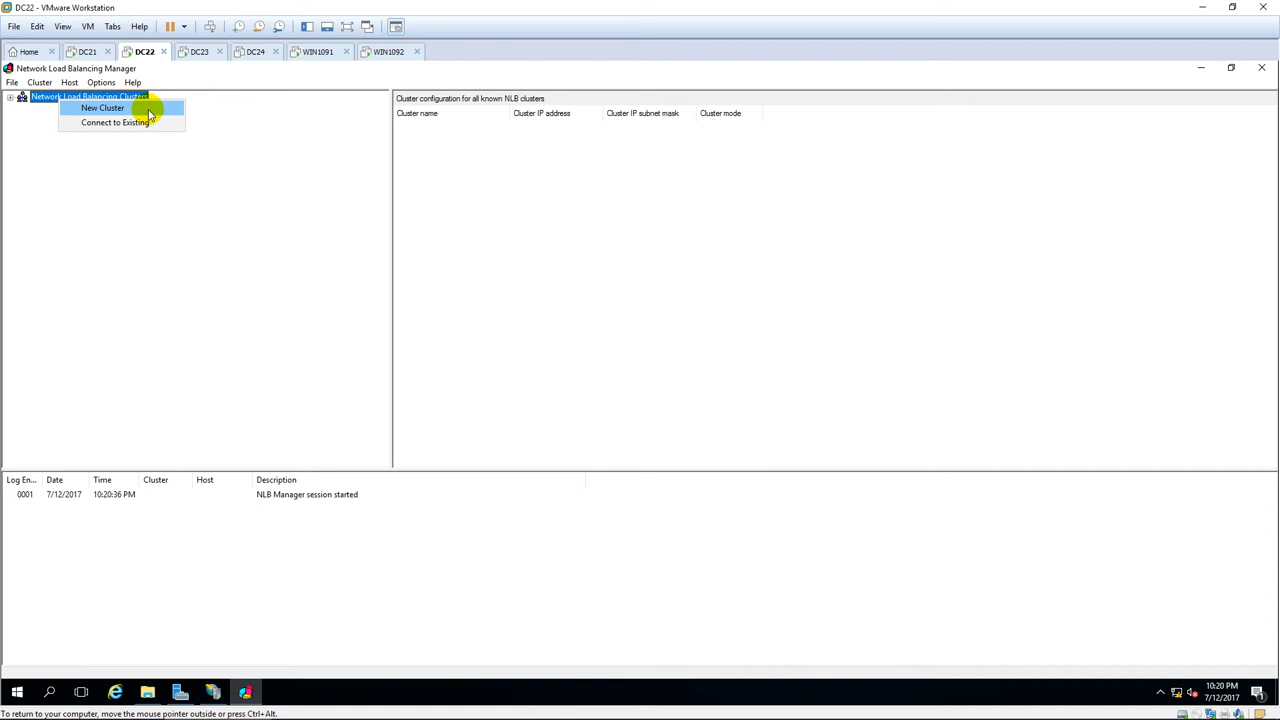 DC22 - VMware Workstation
File Edit View VM Tabs Help
Home DC21 DC22 DC23 DC24 WIN1091 WIN1092
Network Load Balancing Manager
File Cluster Host Options Help
Network Load Balancing Clusters
New Cluster
Connect to Existing
Cluster configuration for all known NLB clusters
Cluster name Cluster IP address Cluster IP subnet mask Cluster mode
Log En... Date Time Cluster Host Description
0001 7/12/2017 10:20:36 PM NLB Manager session started
10:20 PM
7/12/2017
1
To return to your computer, move the mouse pointer outside or press Ctrl+Alt.